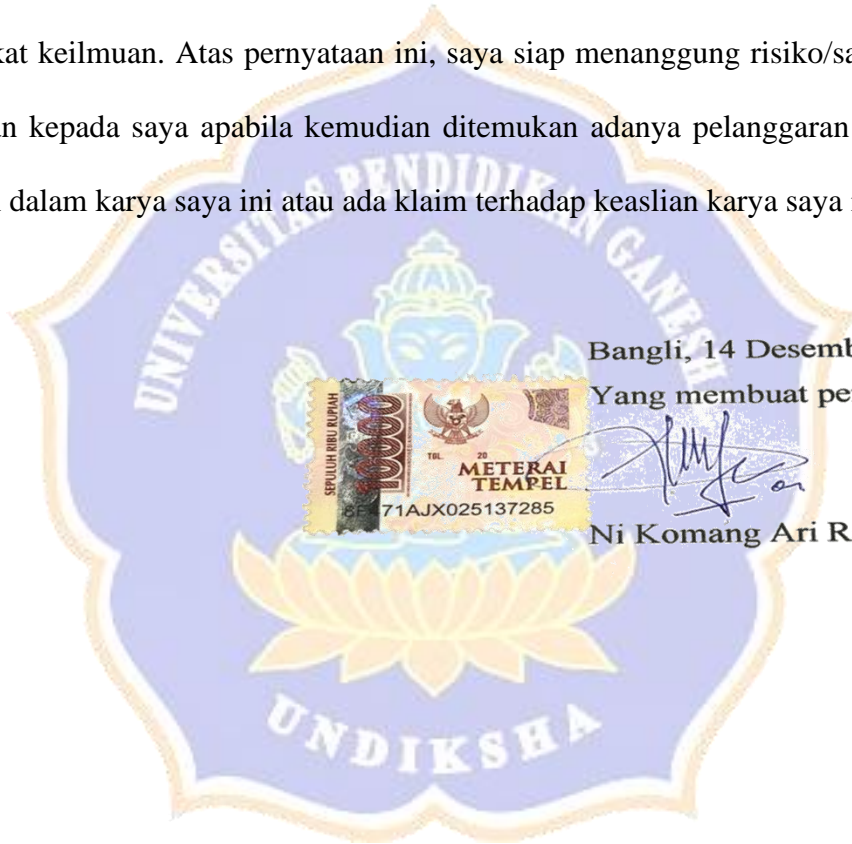 kat keilmuan. Atas pernyataan ini, saya siap menanggung risiko/sa
n kepada saya apabila kemudian ditemukan adanya pelanggaran
dalam karya saya ini atau ada klaim terhadap keaslian karya saya
UNIVERSITAS PENDIDIKAN GANESH
Bangli, 14 Desemb
Yang membuat per
SEPULUH RIBU RUPIAH
10000
TGL. 20
METERAI
TEMPEL
71AJX025137285
Ni Komang Ari R
UNDIKSHA